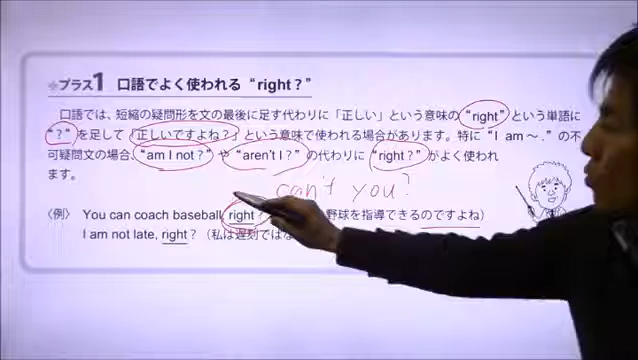 プラス1 口語でよく使われる “right？”
口語では、短縮の疑問形を文の最後に足す代わりに「正しい」という意味の “right” という単語に
“？” を足して「正しいですよね？」という意味で使われる場合があります。特に “I am～.” の不
可疑問文の場合、“am I not？” や “aren't I？” の代わりに “right？” がよく使われ
ます。
can't you?
〈例〉 You can coach baseball, right？ 野球を指導できるのですよね）
I am not late, right？（私は遅刻では